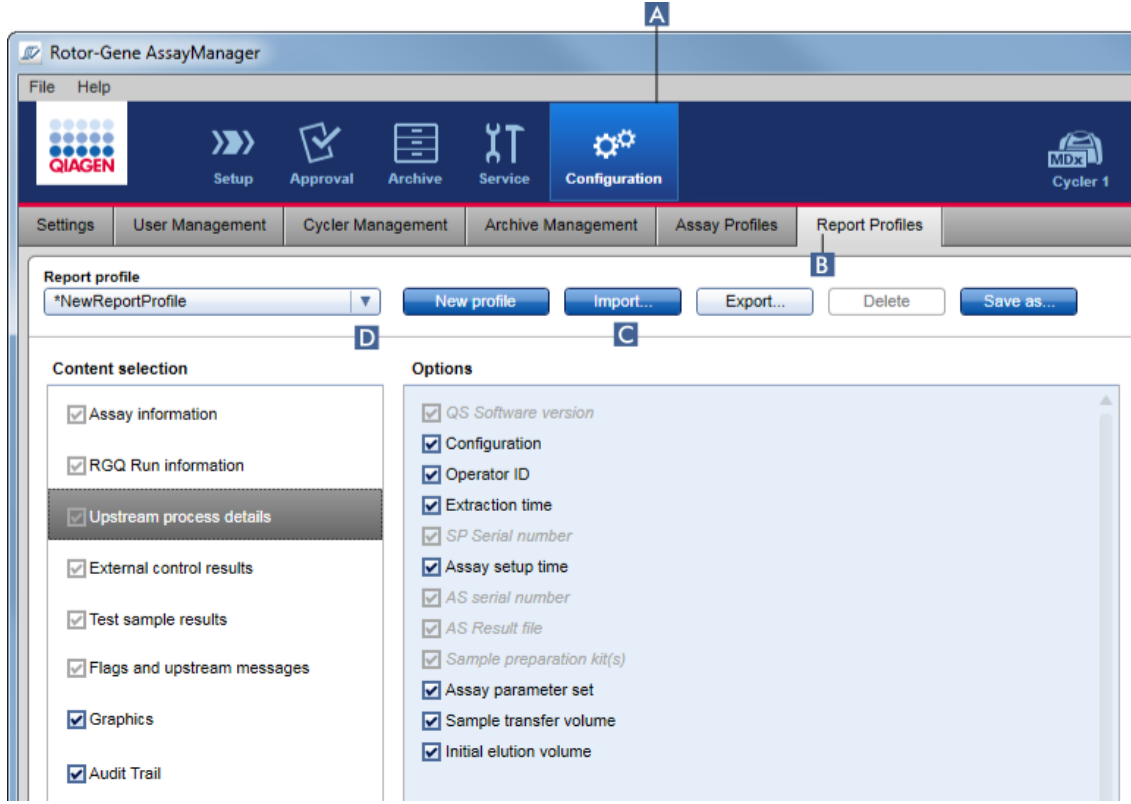 A
Rotor-Gene AssayManager
File Help
QIAGEN
Setup
Approval
Archive
Service
Configuration
MDx
Cycler 1
Settings
User Management
Cycler Management
Archive Management
Assay Profiles
Report Profiles
B
Report profile
*NewReportProfile
New profile
Import...
Export...
Delete
Save as...
D
C
Content selection
Assay information
RGQ Run information
Upstream process details
External control results
Test sample results
Flags and upstream messages
Graphics
Audit Trail
Options
QS Software version
Configuration
Operator ID
Extraction time
SP Serial number
Assay setup time
AS serial number
AS Result file
Sample preparation kit(s)
Assay parameter set
Sample transfer volume
Initial elution volume